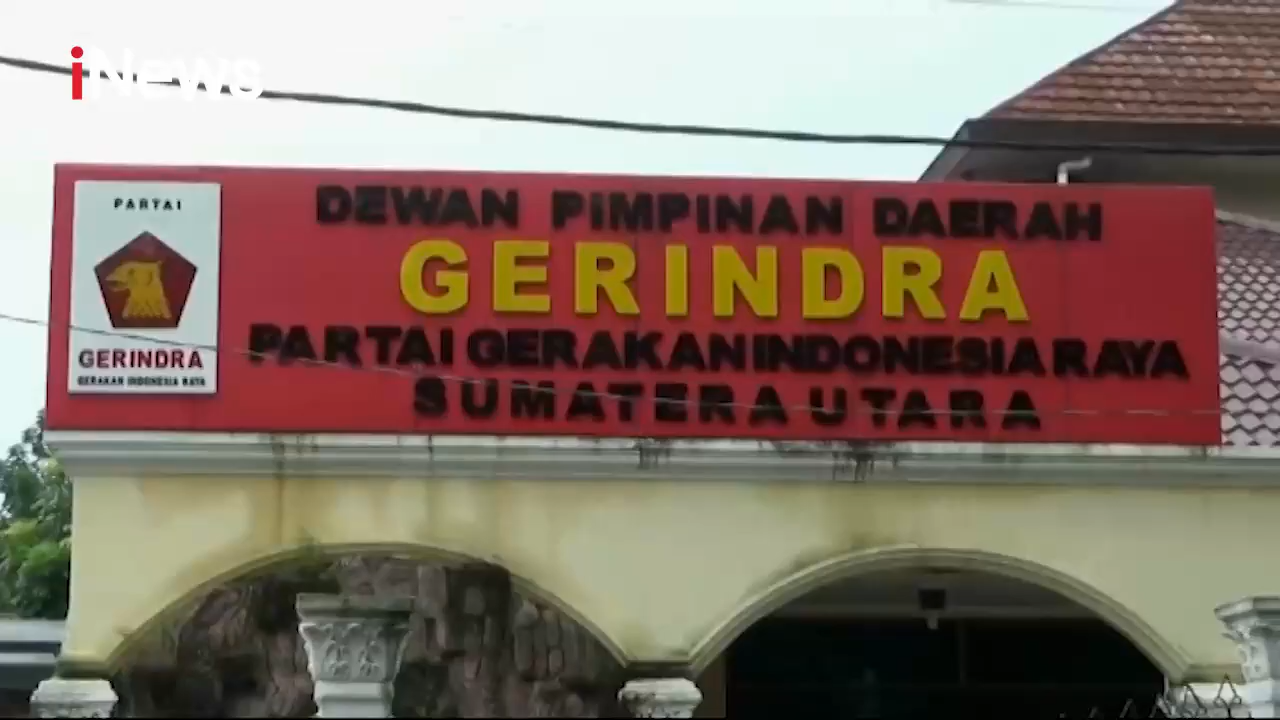 iNews
PARTAI
GERINDRA
GERAKAN INDONESIA RAYA
DEWAN PIMPINAN DAERAH
GERINDRA
PARTAI GERAKAN INDONESIA RAYA
SUMATERA UTARA